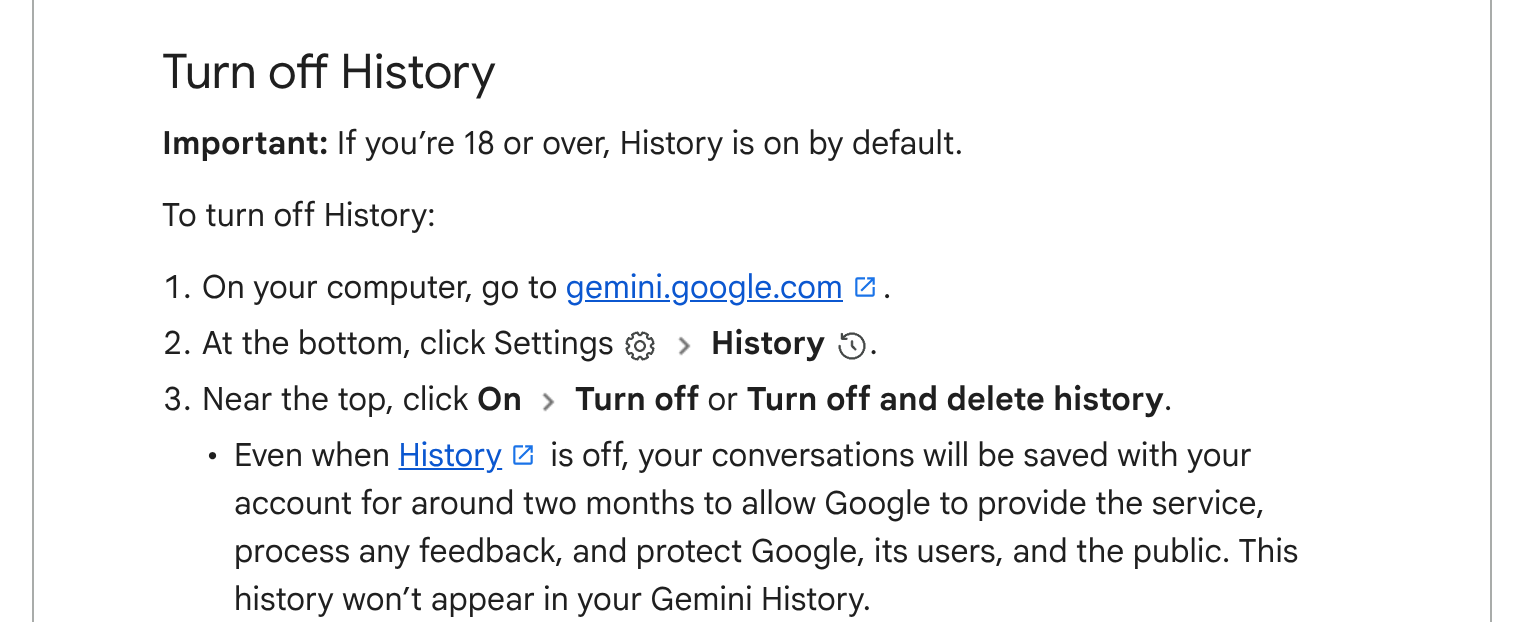 Turn off History
Important: If you’re 18 or over, History is on by default.
To turn off History:
1. On your computer, go to gemini.google.com .
2. At the bottom, click Settings > History .
3. Near the top, click On > Turn off or Turn off and delete history.
• Even when History is off, your conversations will be saved with your
account for around two months to allow Google to provide the service,
process any feedback, and protect Google, its users, and the public. This
history won’t appear in your Gemini History.